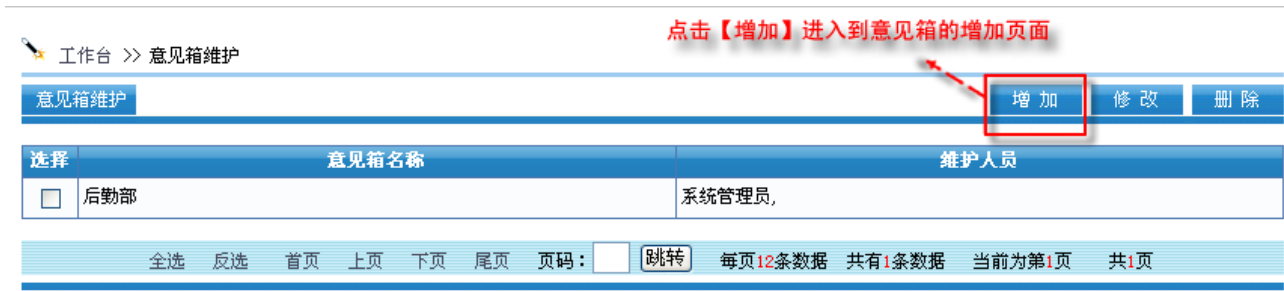 点击【增加】进入到意见箱的增加页面
工作台 >> 意见箱维护
意见箱维护 增 加 修 改 删 除
选择 意见箱名称 维护人员
后勤部 系统管理员,
全选 反选 首页 上页 下页 尾页 页码： 跳转 每页12条数据 共有1条数据 当前为第1页 共1页